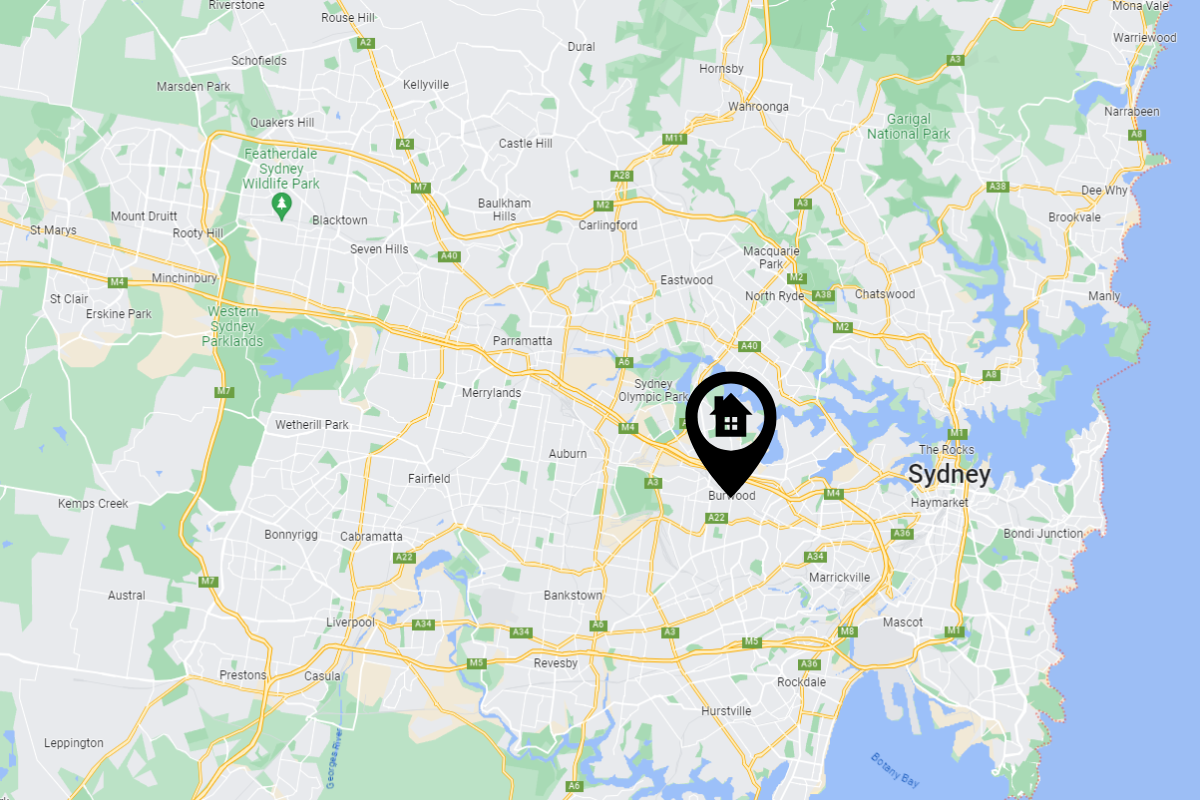 Riverstone
Mona Vale
Rouse Hill
Warriewood
A2
Dural
Schofields
A3
Hornsby
Marsden Park
Kellyville
Wahroonga
Narrabeen
Quakers Hill
Garigal
National Park
A8
M11
A2
Castle Hill
Featherdale
Sydney
Wildlife Park
A28
M7
A38
Dee Why
Baulkham
Hills
M2
A3
Mount Druitt
Blacktown
Brookvale
St Marys
Rooty Hill
Carlingford
Seven Hills
A40
Macquarie
Park
Minchinbury
M4
Eastwood
M2
St Clair
North Ryde
A38
Chatswood
Manly
Erskine Park
Western
Sydney
Parklands
M2
Parramatta
A40
A6
A8
M7
Merrylands
Sydney
Olympic Park
Wetherill Park
M4
M1
The Rocks
Auburn
Sydney
Fairfield
A3
Burwood
M4
Kemps Creek
Haymarket
A22
Bonnyrigg
Cabramatta
A36
Bondi Junction
A22
A34
Marrickville
M7
Austral
Bankstown
Liverpool
A34
A34
A6
A3
M5
M8
Mascot
M1
M5
Revesby
A36
Prestons
Casula
Rockdale
Hurstville
Leppington
Georges River
Botany Bay
A6